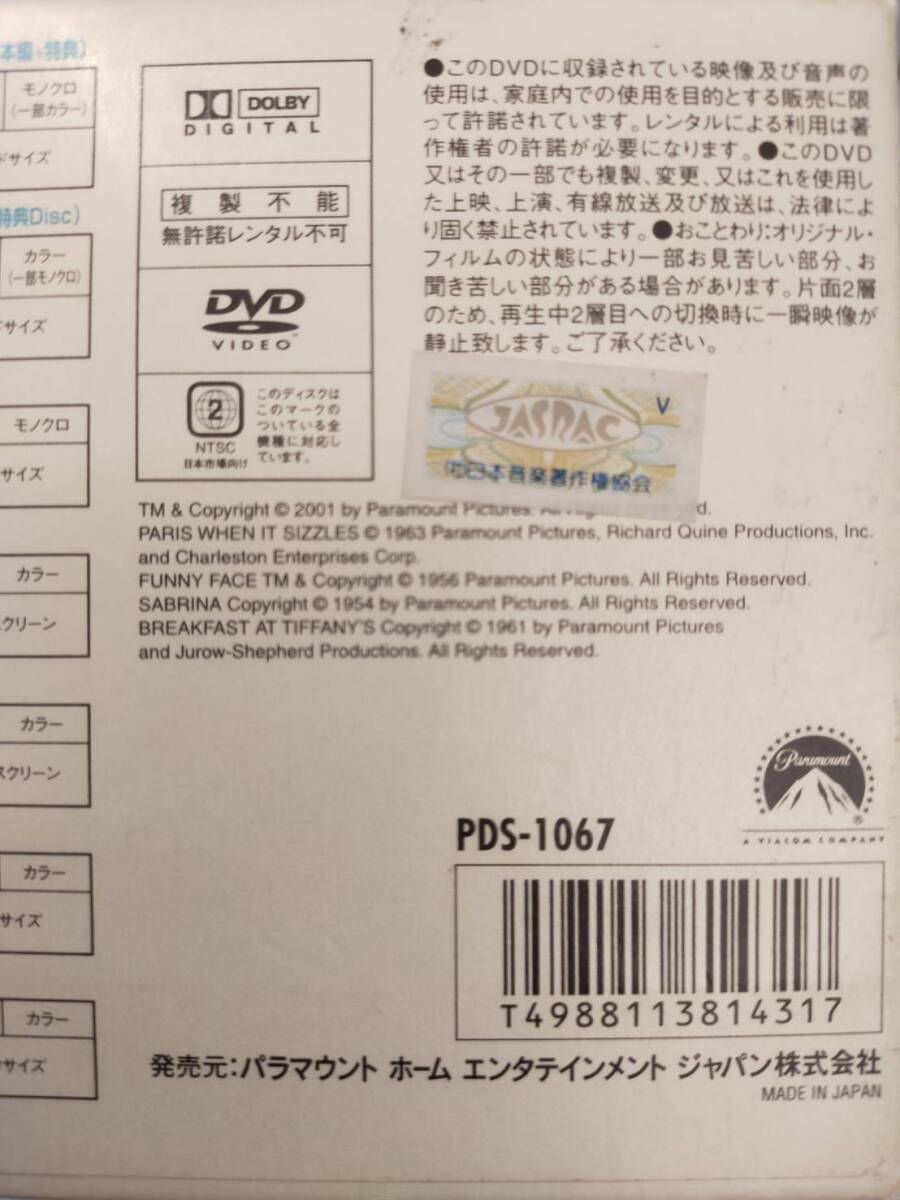 本編+特典)
モノクロ
(一部カラー)
ドサイズ
特典Disc)
カラー
(一部モノクロ)
ドサイズ
モノクロ
サイズ
カラー
スクリーン
カラー
スクリーン
カラー
サイズ
カラー
サイズ
DOLBY
DIGITAL
複製不能
無許諾レンタル不可
DVD
VIDEO
2
NTSC
日本市場向け
このディスクは
このマークの
ついている全
機種に対応し
ています。
●このDVDに収録されている映像及び音声の
使用は、家庭内での使用を目的とする販売に限
って許諾されています。レンタルによる利用は著
作権者の許諾が必要になります。●このDVD
又はその一部でも複製、変更、又はこれを使用し
た上映、上演、有線放送及び放送は、法律によ
り固く禁止されています。●おことわり:オリジナル・
フィルムの状態により一部お見苦しい部分、お
聞き苦しい部分がある場合があります。片面2層
のため、再生中2層目への切換時に一瞬映像が
静止致します。ご了承ください。
V
JASRAC
(社)日本音楽著作権協会
TM & Copyright © 2001 by Paramount Pictures. All Rights Reserved.
PARIS WHEN IT SIZZLES © 1963 Paramount Pictures, Richard Quine Productions, Inc.
and Charleston Enterprises Corp.
FUNNY FACE TM & Copyright © 1956 Paramount Pictures. All Rights Reserved.
SABRINA Copyright © 1954 by Paramount Pictures. All Rights Reserved.
BREAKFAST AT TIFFANY'S Copyright © 1961 by Paramount Pictures
and Jurow-Shepherd Productions. All Rights Reserved.
Paramount
®
A VIACOM COMPANY
PDS-1067
T4988113814317
発売元:パラマウント ホーム エンタテインメント ジャパン株式会社
MADE IN JAPAN